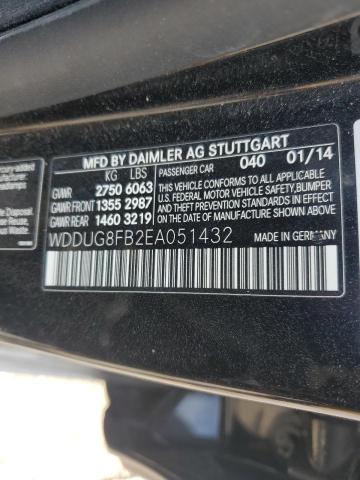 MFD BY DAIMLER AG STUTTGART
KG LBS PASSENGER CAR 040 01/14
GVWR 2750 6063
GAWR FRONT 1355 2987
GAWR REAR 1460 3219
THIS VEHICLE CONFORMS TO ALL
APPLICABLE U.S. FEDERAL
MOTOR VEHICLE SAFETY,BUMPER
AND THEFT PREVENTION
STANDARDS IN EFFECT ON THE DATE
OF MANUFACTURE SHOWN ABOVE.
WDDUG8FB2EA051432 MADE IN GERMANY